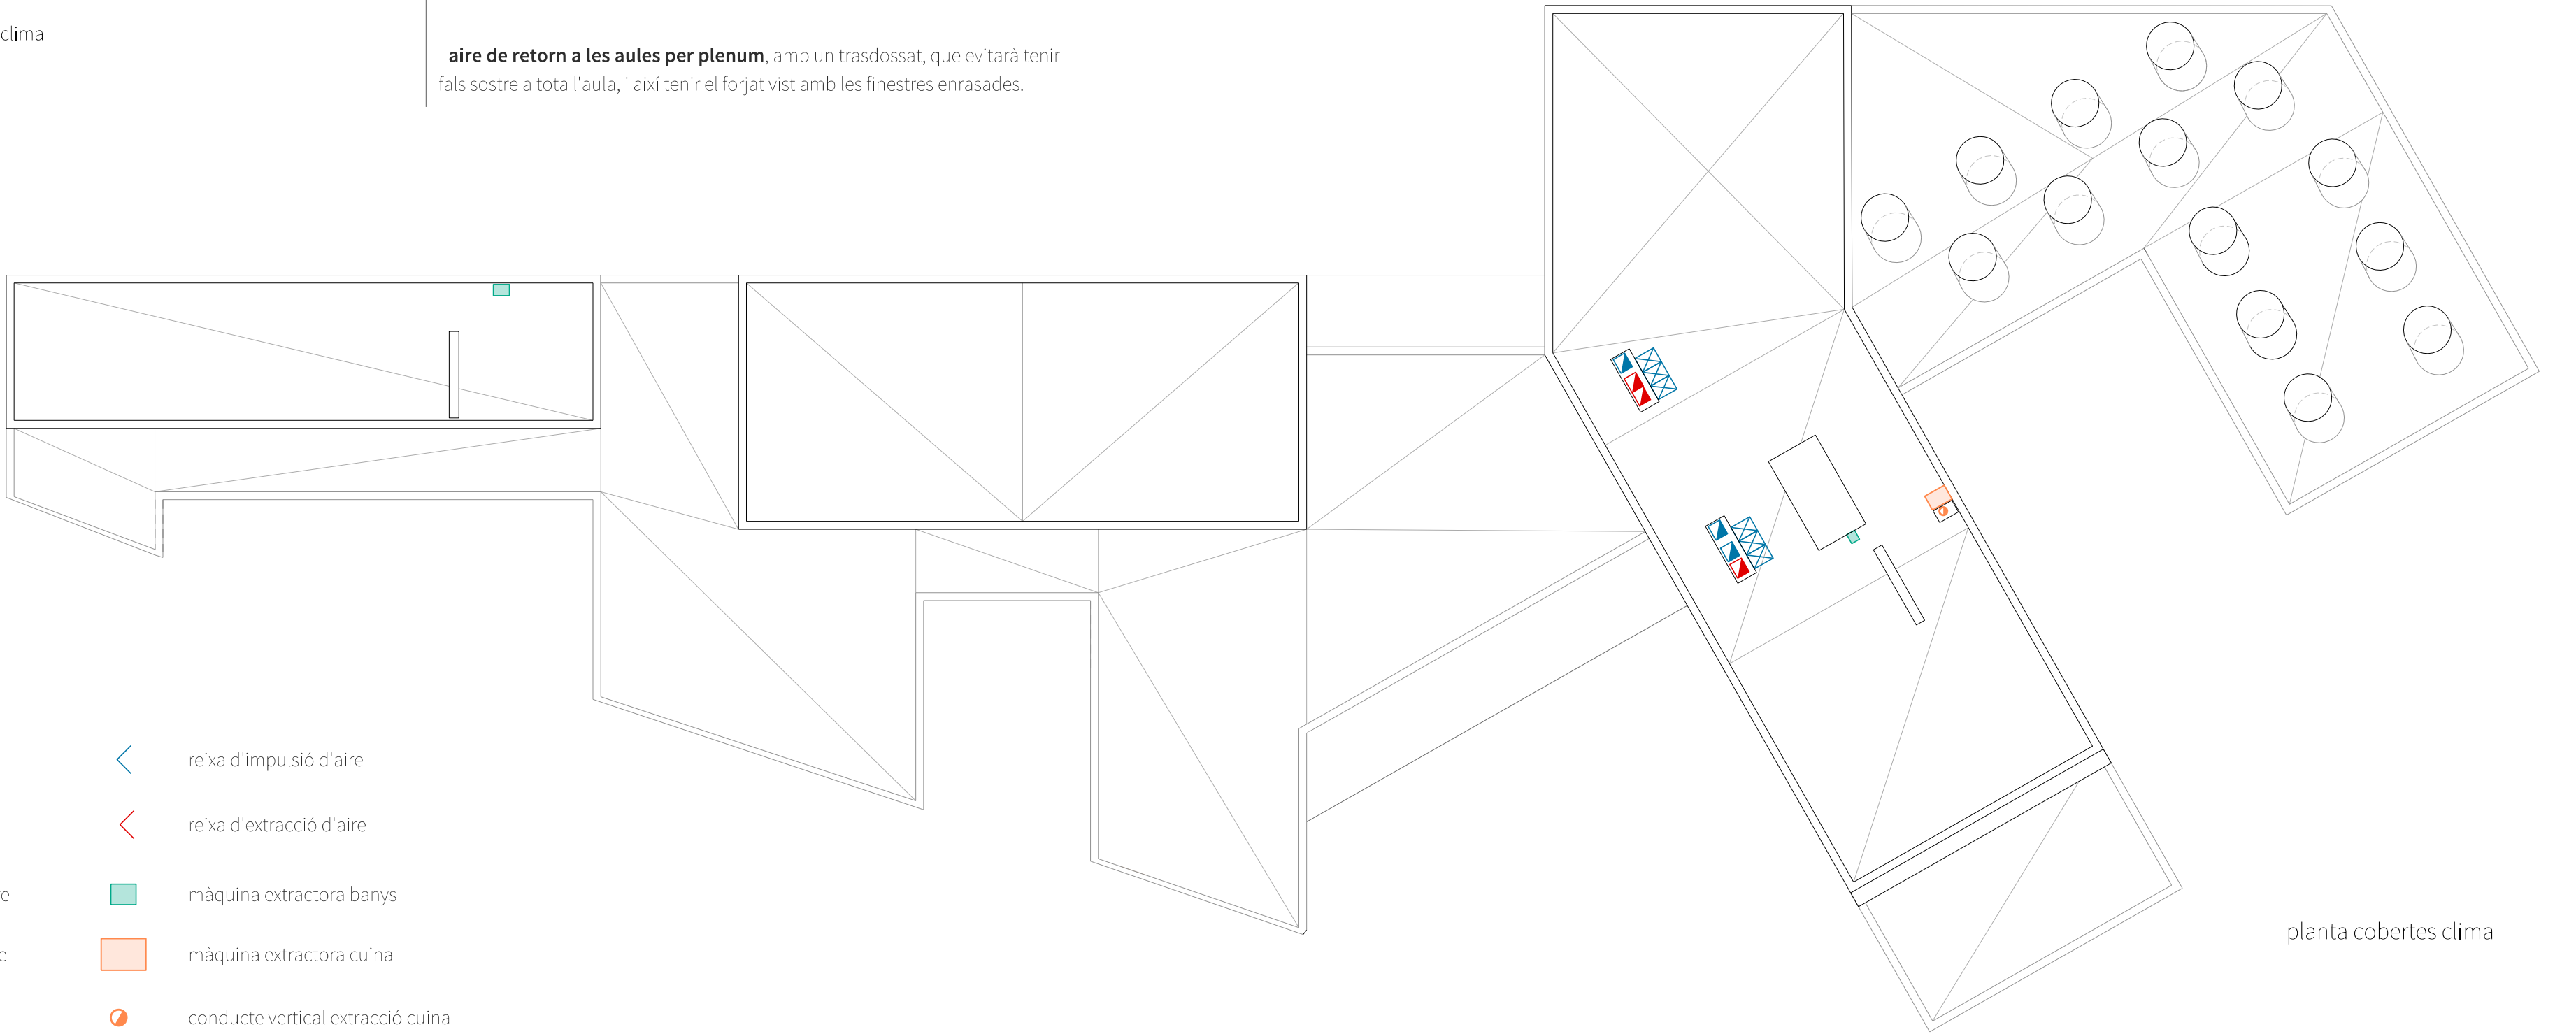 clima
_aire de retorn a les aules per plenum, amb un trasdossat, que evitarà tenir
fals sostre a tota l'aula, i així tenir el forjat vist amb les finestres enrasades.
reixa d'impulsió d'aire
reixa d'extracció d'aire
màquina extractora banys
màquina extractora cuina
conducte vertical extracció cuina
planta cobertes clima